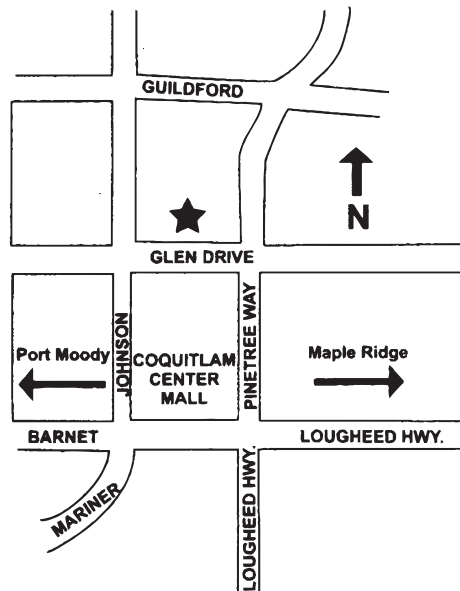 GUILDFORD
N
GLEN DRIVE
JOHNSON
PINETREE WAY
Port Moody
COQUITLAM
CENTER
MALL
Maple Ridge
BARNET
LOUGHEED HWY.
MARINER
LOUGHEED HWY.